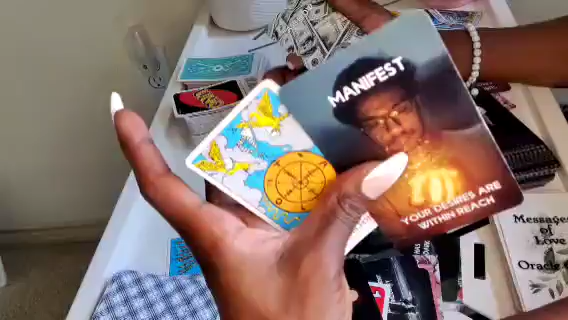 MANIFEST
YOUR DESIRES ARE
WITHIN REACH
Messages
of
Love
Oracle